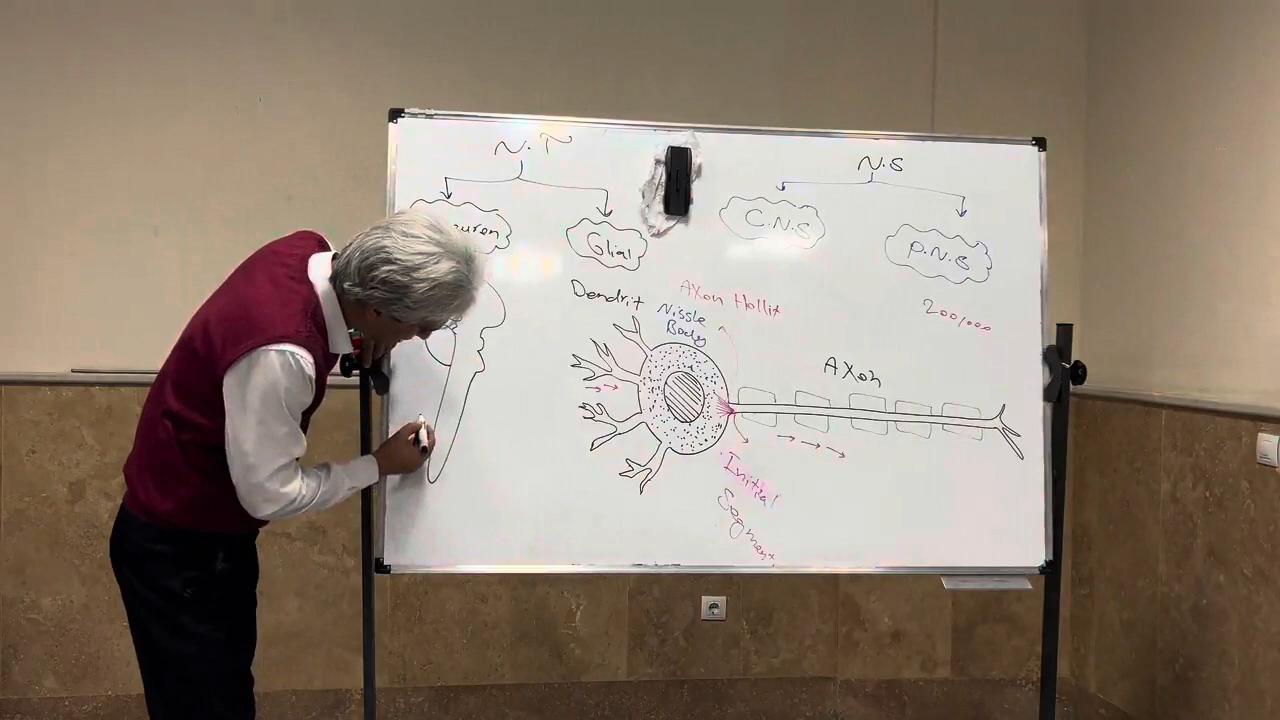 N.T
N.S
Glial
C.N.S
P.N.S
Dendrit
Axon Hollit
Nissle
Body
200,000
Axon
Initial
Segment